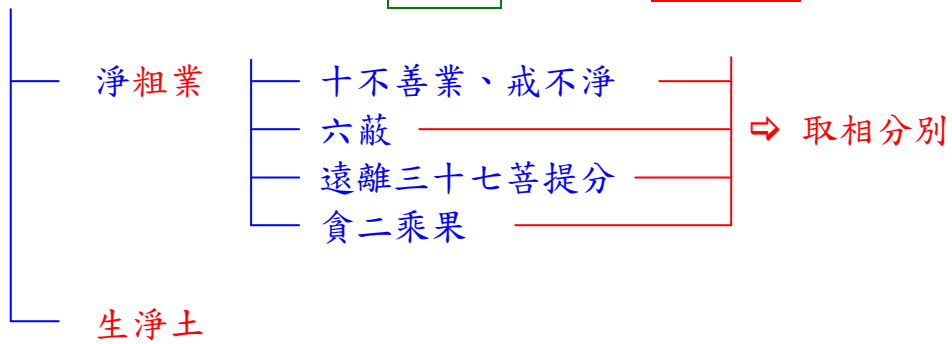 淨粗業
十不善業、戒不淨
六蔽
遠離三十七菩提分
貪二乘果
⇨ 取相分別
生淨土